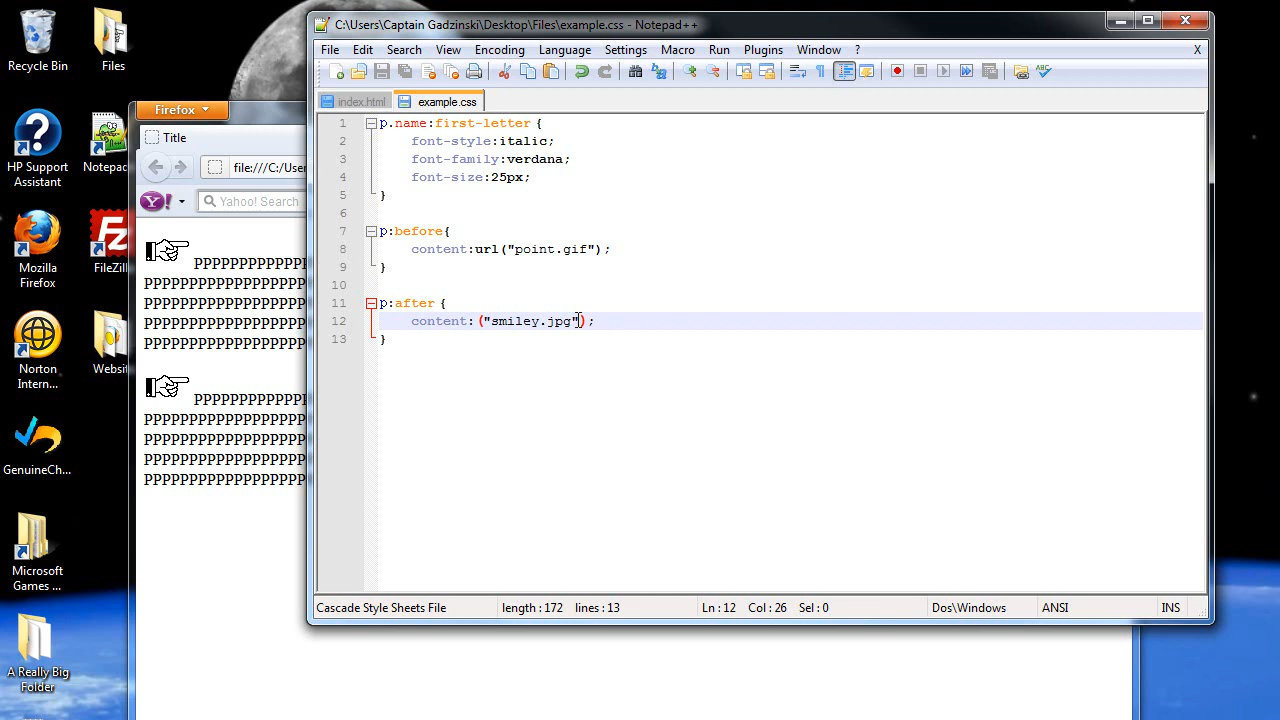 Recycle Bin
Files
HP Support
Assistant
Notepad
Mozilla
Firefox
FileZill
Norton
Intern...
Websit
GenuineCh...
Microsoft
Games ...
A Really Big
Folder
Firefox
Title
file:///C:/User
Y!
Yahoo! Search
PPPPPPPPPPPPP
PPPPPPPPPPPPPPPPPP
PPPPPPPPPPPPPPPPPP
PPPPPPPPPPPPPPPPPP
PPPPPPPPPPPPPPPPPP
PPPPPPPPPPPPP
PPPPPPPPPPPPPPPPPP
PPPPPPPPPPPPPPPPPP
PPPPPPPPPPPPPPPPPP
PPPPPPPPPPPPPPPPPP
C:\Users\Captain Gadzinski\Desktop\Files\example.css - Notepad++
File Edit Search View Encoding Language Settings Macro Run Plugins Window ? X
index.html example.css
1 p.name:first-letter {
2 font-style:italic;
3 font-family:verdana;
4 font-size:25px;
5 }
6
7 p:before{
8 content:url("point.gif");
9 }
10
11 p:after {
12 content:("smiley.jpg");
13 }
Cascade Style Sheets File length : 172 lines : 13 Ln : 12 Col : 26 Sel : 0 Dos\Windows ANSI INS